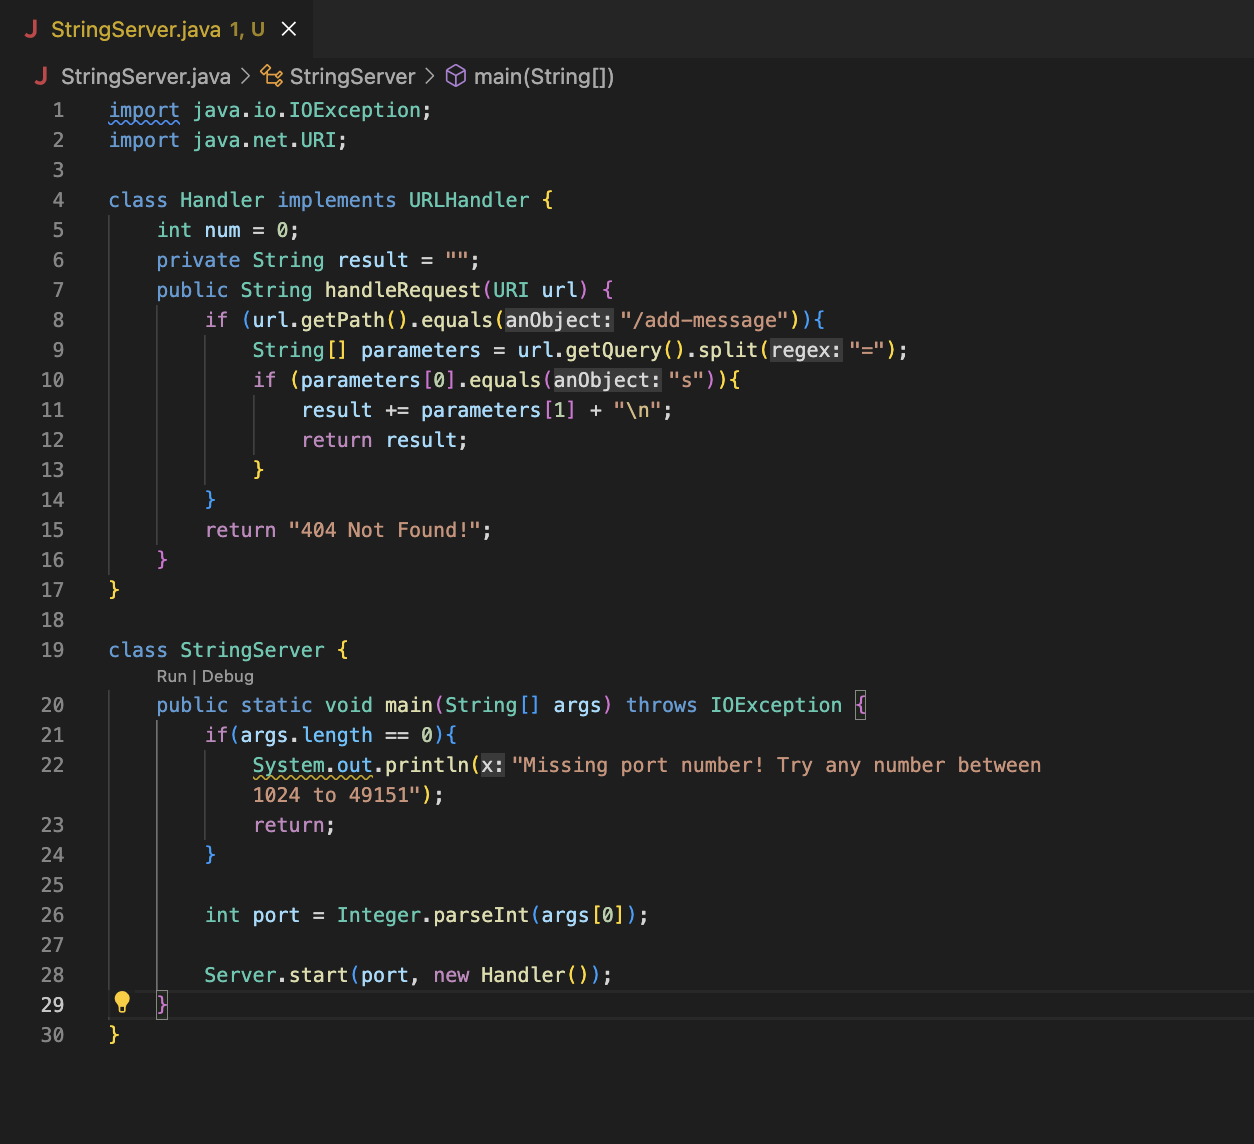 J StringServer.java 1, U ×
J StringServer.java > StringServer > main(String[])
1 import java.io.IOException;
2 import java.net.URI;
3
4 class Handler implements URLHandler {
5 int num = 0;
6 private String result = "";
7 public String handleRequest(URI url) {
8 if (url.getPath().equals(anObject: "/add-message")){
9 String[] parameters = url.getQuery().split(regex: "=");
10 if (parameters[0].equals(anObject: "s")){
11 result += parameters[1] + "\n";
12 return result;
13 }
14 }
15 return "404 Not Found!";
16 }
17 }
18
19 class StringServer {
Run | Debug
20 public static void main(String[] args) throws IOException {
21 if(args.length == 0){
22 System.out.println(x: "Missing port number! Try any number between
1024 to 49151");
23 return;
24 }
25
26 int port = Integer.parseInt(args[0]);
27
28 Server.start(port, new Handler());
29 }
30 }